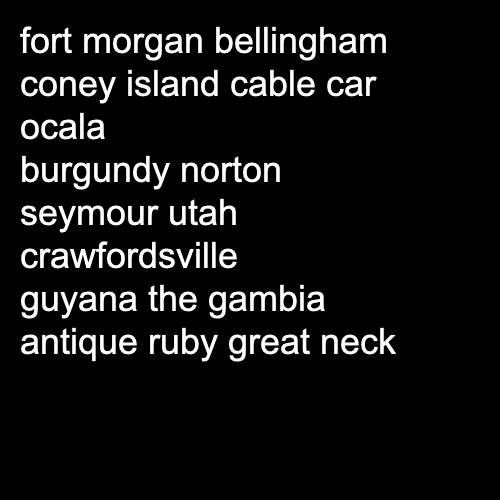 fort morgan bellingham
coney island cable car
ocala
burgundy norton
seymour utah
crawfordsville
guyana the gambia
antique ruby great neck